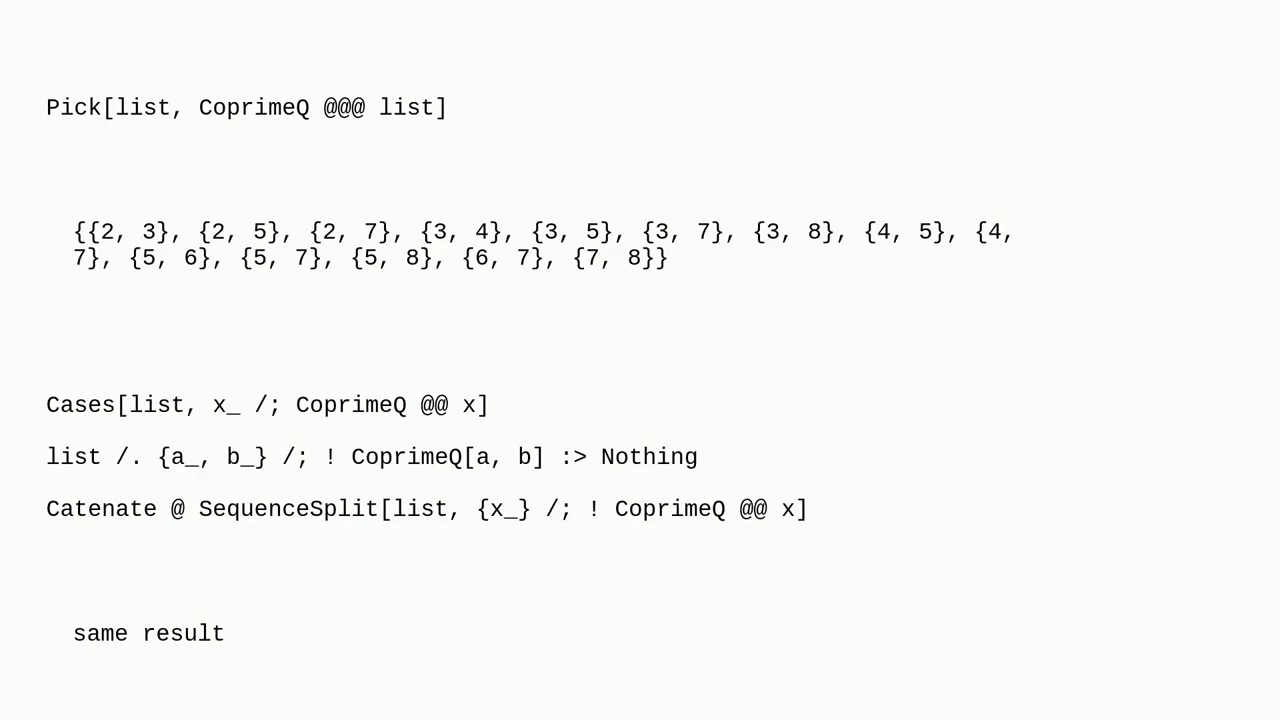 Pick[list, CoprimeQ @@@ list]
{{2, 3}, {2, 5}, {2, 7}, {3, 4}, {3, 5}, {3, 7}, {3, 8}, {4, 5}, {4,
7}, {5, 6}, {5, 7}, {5, 8}, {6, 7}, {7, 8}}
Cases[list, x_ /; CoprimeQ @@ x]
list /. {a_, b_} /; ! CoprimeQ[a, b] :> Nothing
Catenate @ SequenceSplit[list, {x_} /; ! CoprimeQ @@ x]
same result